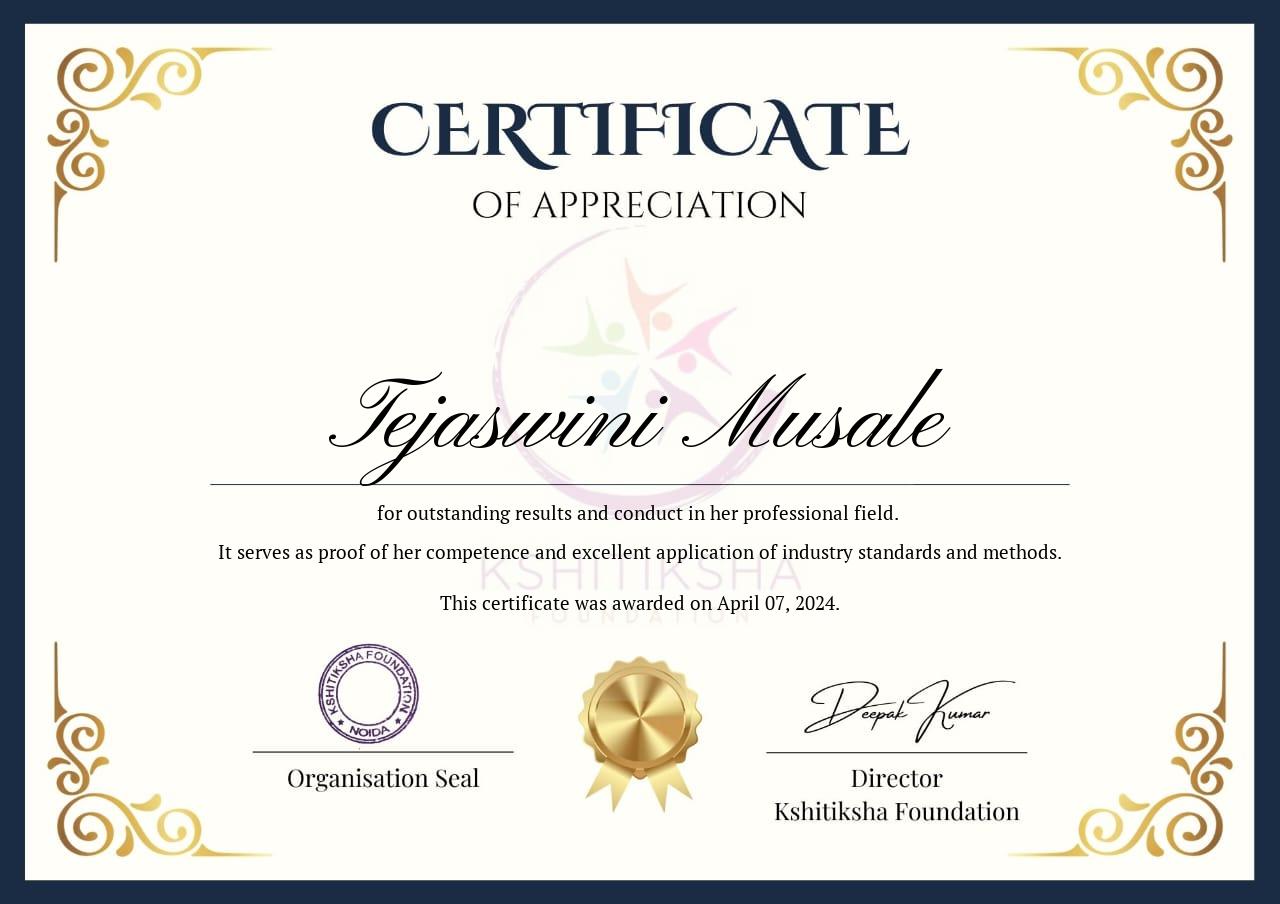 CERTIFICATE
OF APPRECIATION
Tejaswini Musale
for outstanding results and conduct in her professional field.
It serves as proof of her competence and excellent application of industry standards and methods.
KSHITIKSHA
This certificate was awarded on April 07, 2024.
FOUNDATION
KSHITIKSHA FOUNDATION
NOIDA
Deepak Kumar
Organisation Seal
Director
Kshitiksha Foundation